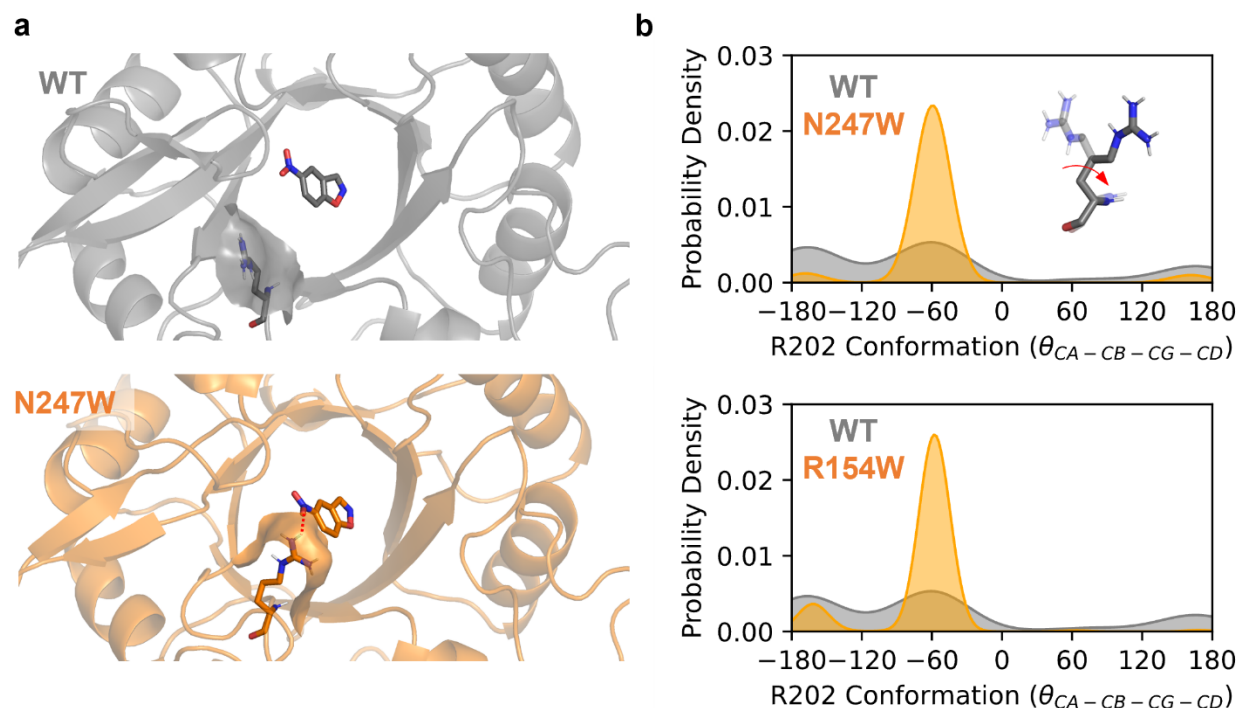 a
WT
N247W
b
0.03
0.02
0.01
0.00
Probability Density
WT
N247W
−180 −120 −60 0 60 120 180
R202 Conformation (θCA − CB − CG − CD)
0.03
0.02
0.01
0.00
Probability Density
WT
R154W
−180 −120 −60 0 60 120 180
R202 Conformation (θCA − CB − CG − CD)